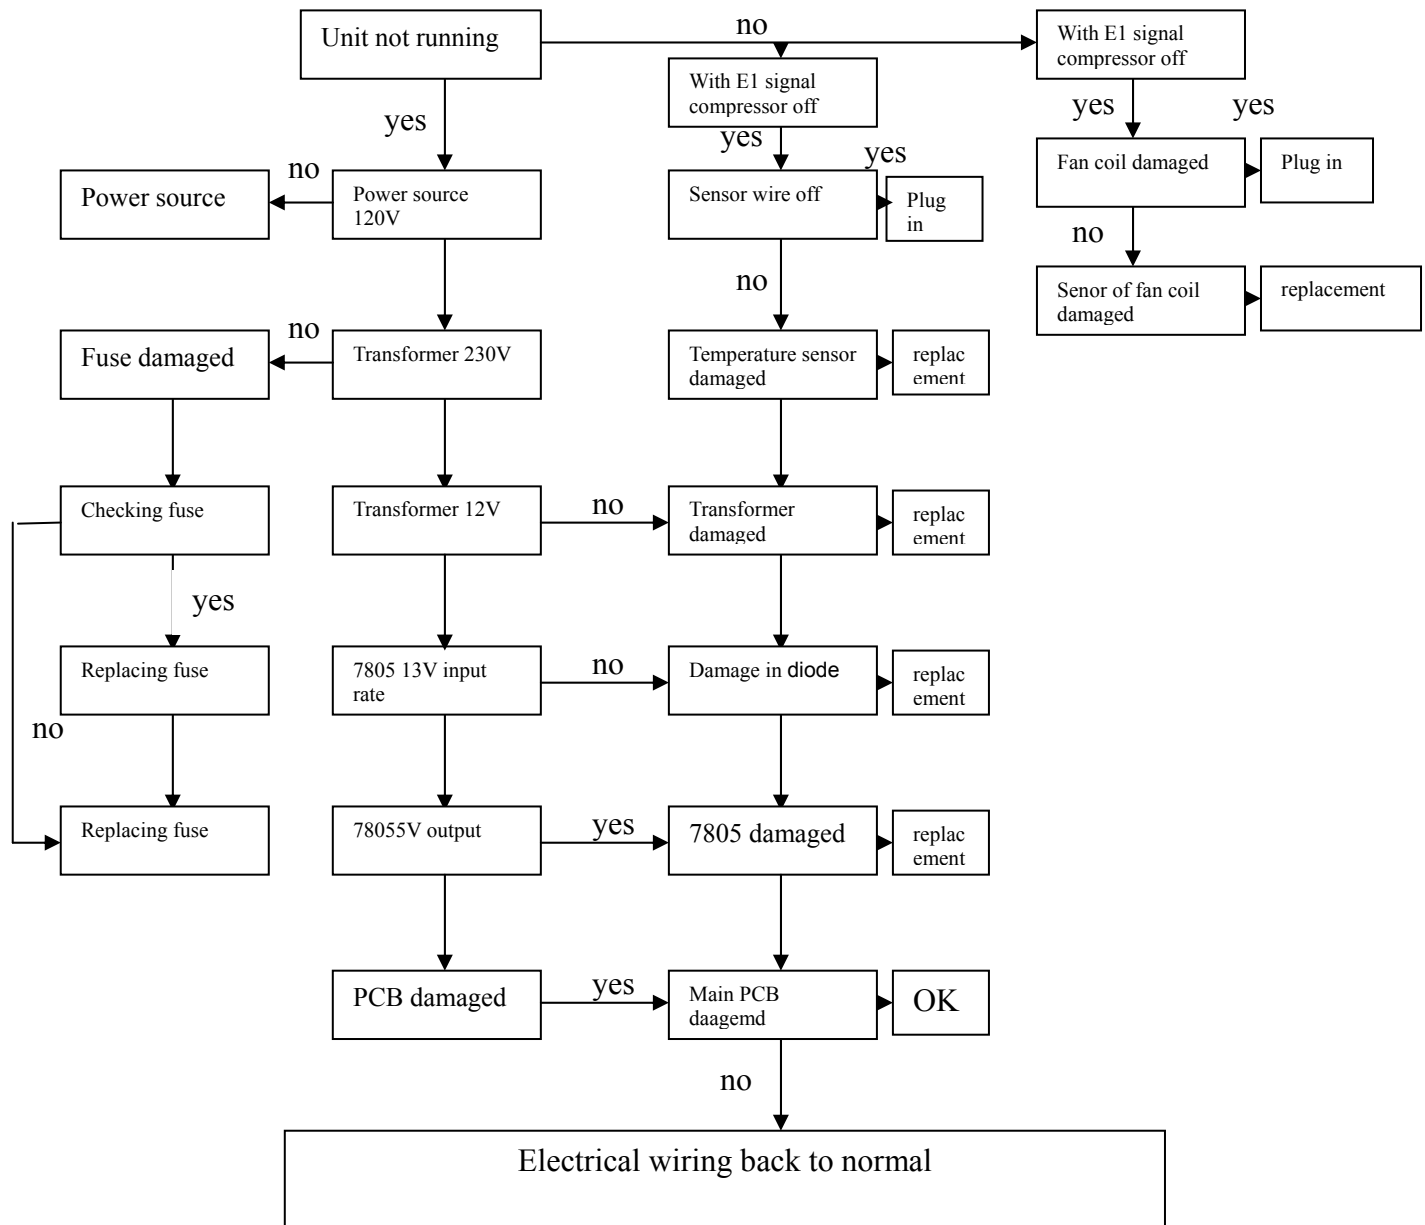 Unit not running
no
With E1 signal
compressor off
With E1 signal
compressor off
yes
yes
yes
yes
yes
Power source
no
Power source
120V
Sensor wire off
Plug
in
Fan coil damaged
Plug in
no
no
Senor of fan coil
damaged
replacement
Fuse damaged
no
Transformer 230V
Temperature sensor
damaged
replac
ement
Checking fuse
Transformer 12V
no
Transformer
damaged
replac
ement
yes
Replacing fuse
7805 13V input
rate
no
Damage in diode
replac
ement
no
Replacing fuse
78055V output
yes
7805 damaged
replac
ement
PCB damaged
yes
Main PCB
daagemd
OK
no
Electrical wiring back to normal